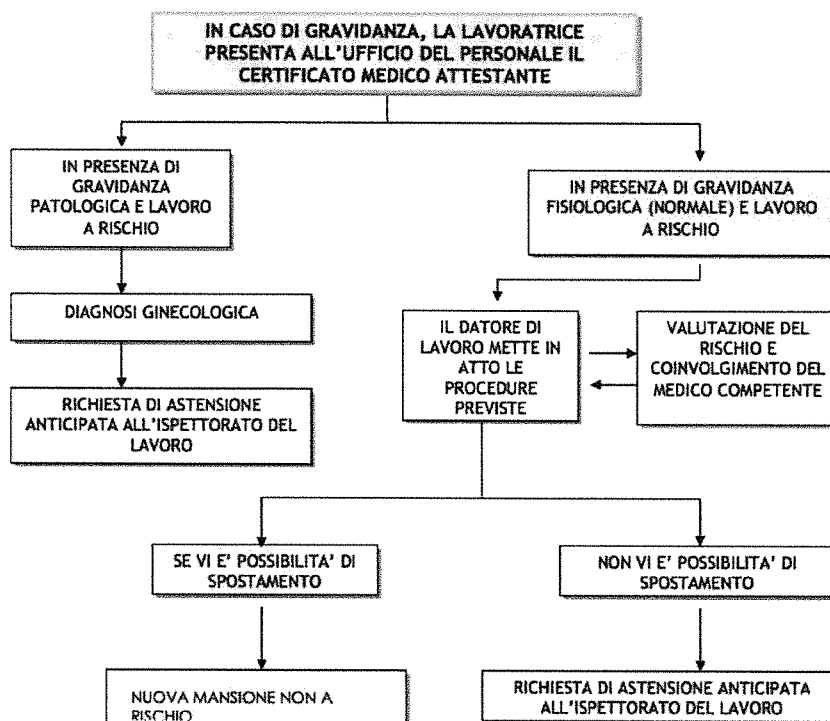 IN CASO DI GRAVIDANZA, LA LAVORATRICE
PRESENTA ALL'UFFICIO DEL PERSONALE IL
CERTIFICATO MEDICO ATTESTANTE
IN PRESENZA DI
GRAVIDANZA
PATOLOGICA E LAVORO
A RISCHIO
IN PRESENZA DI GRAVIDANZA
FISIOLOGICA (NORMALE) E LAVORO
A RISCHIO
DIAGNOSI GINECOLOGICA
IL DATORE DI
LAVORO METTE IN
ATTO LE
PROCEDURE
PREVISTE
VALUTAZIONE DEL
RISCHIO E
COINVOLGIMENTO DEL
MEDICO COMPETENTE
RICHIESTA DI ASTENSIONE
ANTICIPATA ALL'ISPETTORATO DEL
LAVORO
SE VI E' POSSIBILITA' DI
SPOSTAMENTO
NON VI E' POSSIBILITA' DI
SPOSTAMENTO
NUOVA MANSIONE NON A
RISCHIO
RICHIESTA DI ASTENSIONE ANTICIPATA
ALL'ISPETTORATO DEL LAVORO